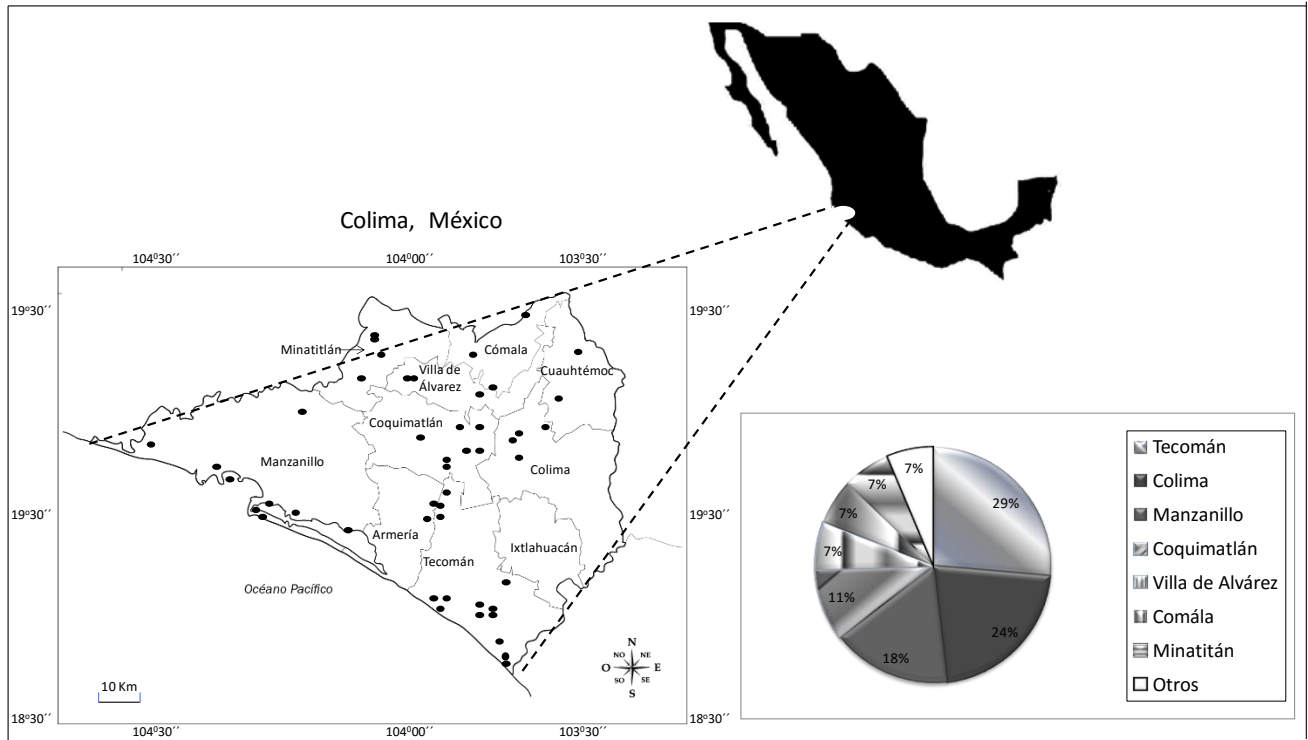 Colima, México
104º30´´ 104º00´´ 103º30´´
19º30´´ 19º30´´
Minatitlán
Cómala
Villa de
Álvarez
Cuauhtémoc
Coquimatlán
Manzanillo
Colima
19º30´´ 19º30´´
Armería
Ixtlahuacán
Tecomán
Océano Pacífico
N
NO NE
O E
SO SE
S
10 Km
18º30´´ 18º30´´
104º30´´ 104º00´´ 103º30´´
7%
7%
29%
7%
7%
11%
24%
18%
Tecomán
Colima
Manzanillo
Coquimatlán
Villa de Alvárez
Comála
Minatitán
Otros